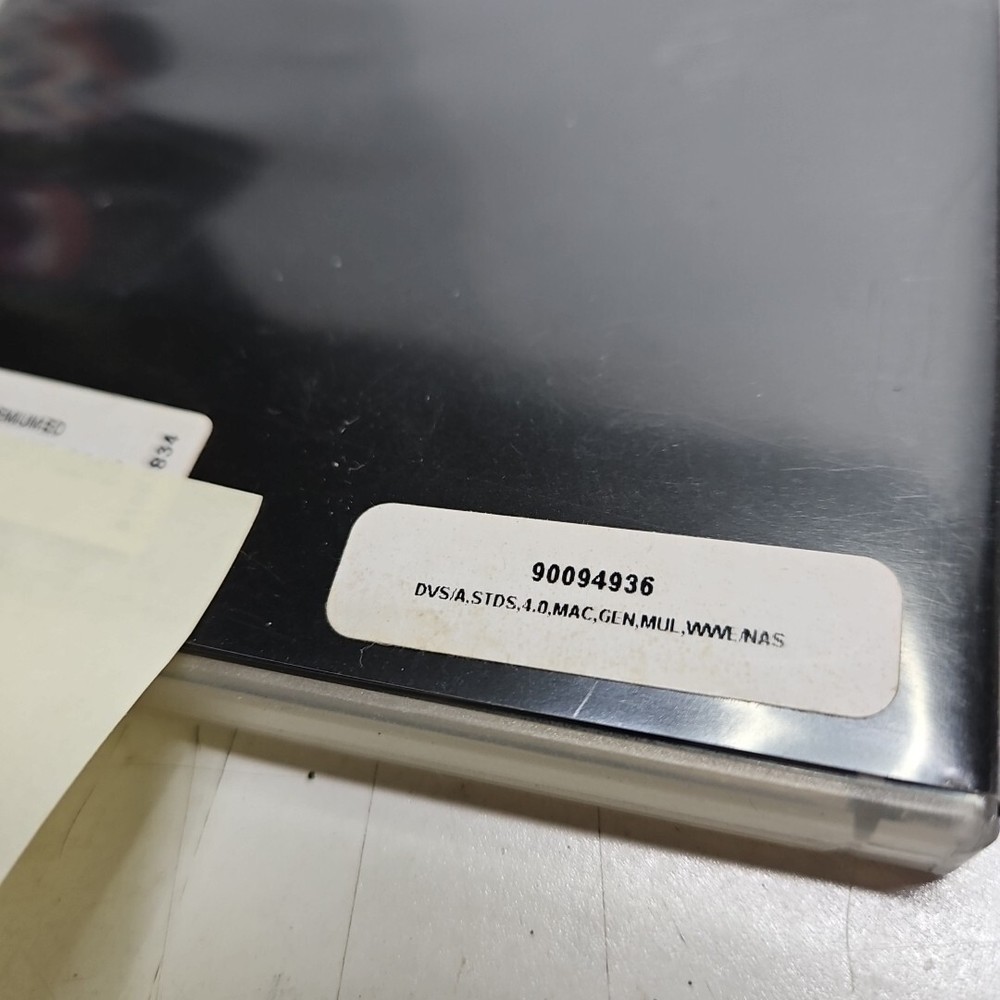 834
90094936
DVS/A,STDS,4.0,MAC,GEN,MUL,WWE/NAS